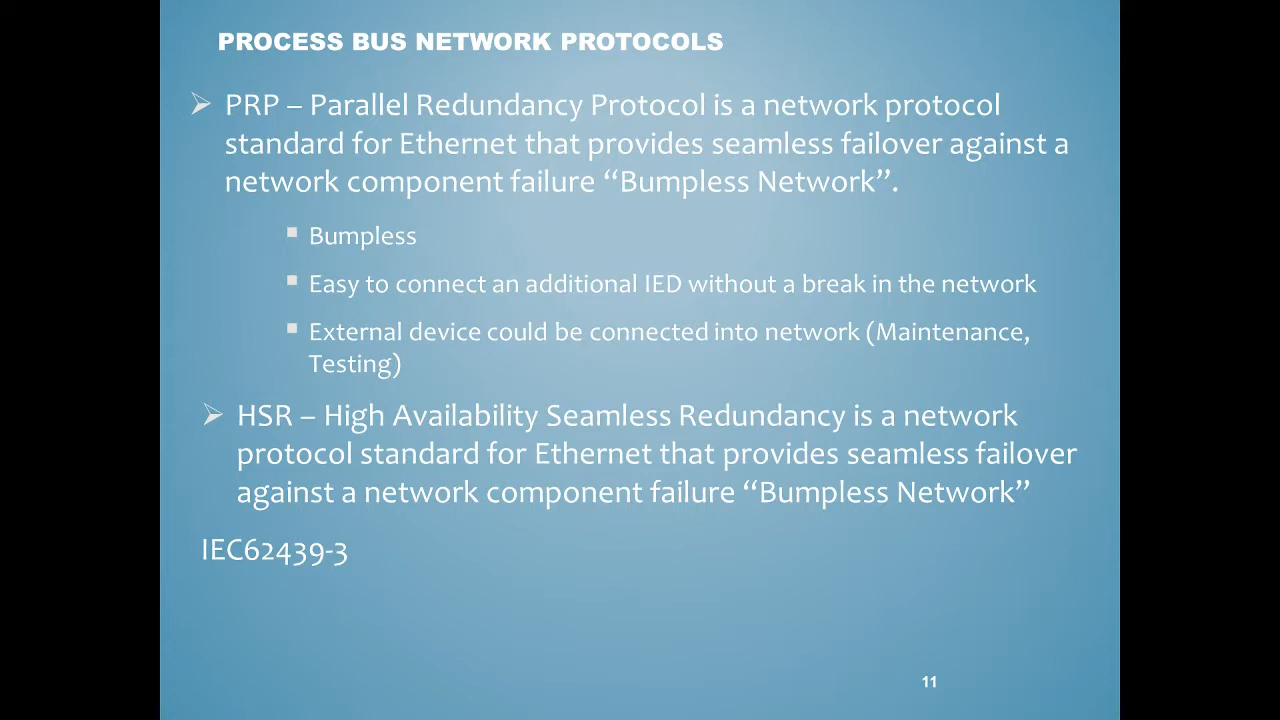 PROCESS BUS NETWORK PROTOCOLS
PRP – Parallel Redundancy Protocol is a network protocol
standard for Ethernet that provides seamless failover against a
network component failure “Bumpless Network”.
Bumpless
Easy to connect an additional IED without a break in the network
External device could be connected into network (Maintenance,
Testing)
HSR – High Availability Seamless Redundancy is a network
protocol standard for Ethernet that provides seamless failover
against a network component failure “Bumpless Network”
IEC62439-3
11